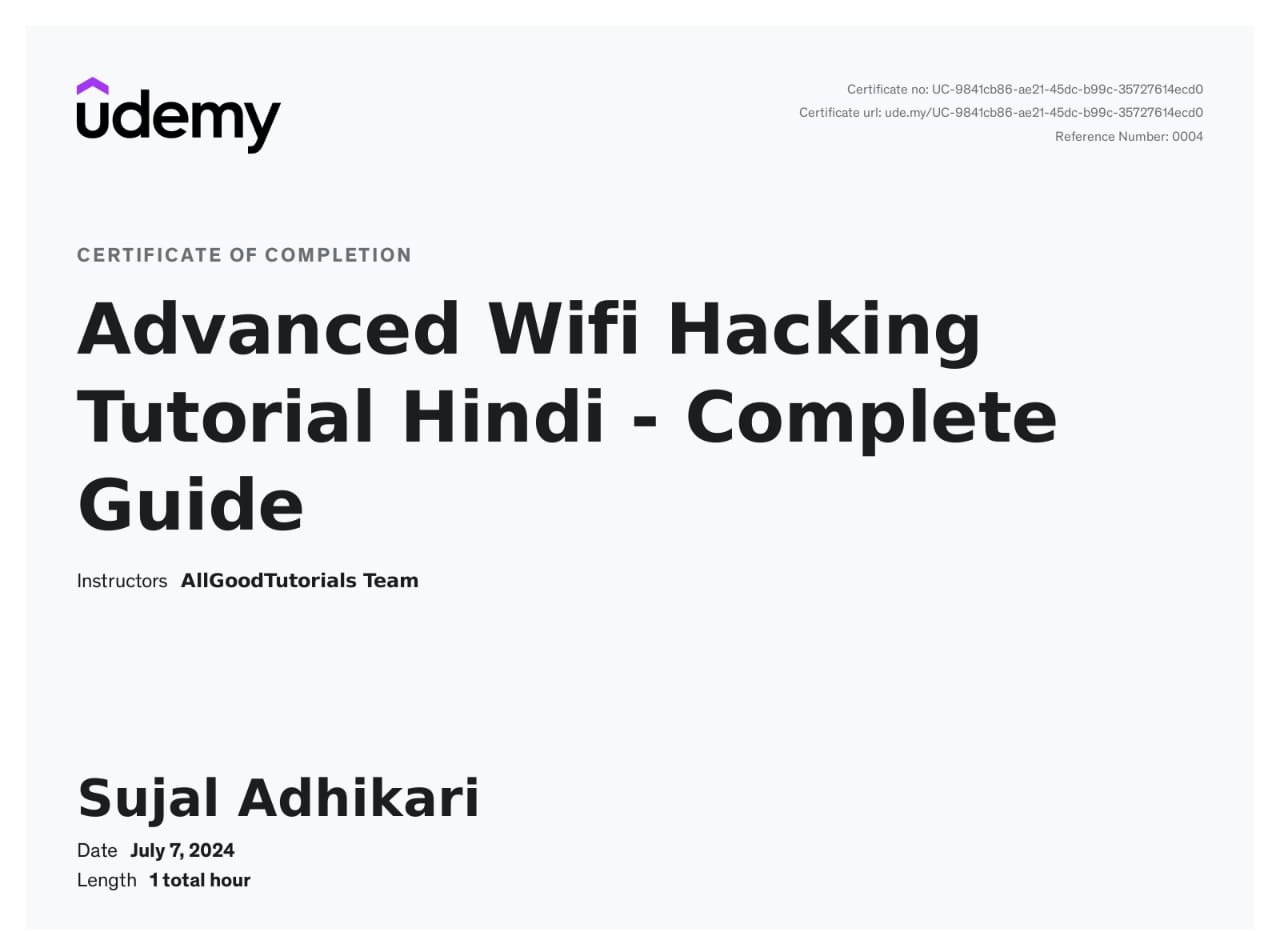 udemy
Certificate no: UC-9841cb86-ae21-45dc-b99c-35727614ecd0
Certificate url: ude.my/UC-9841cb86-ae21-45dc-b99c-35727614ecd0
Reference Number: 0004
CERTIFICATE OF COMPLETION
Advanced Wifi Hacking
Tutorial Hindi - Complete
Guide
Instructors AllGoodTutorials Team
Sujal Adhikari
Date July 7, 2024
Length 1 total hour